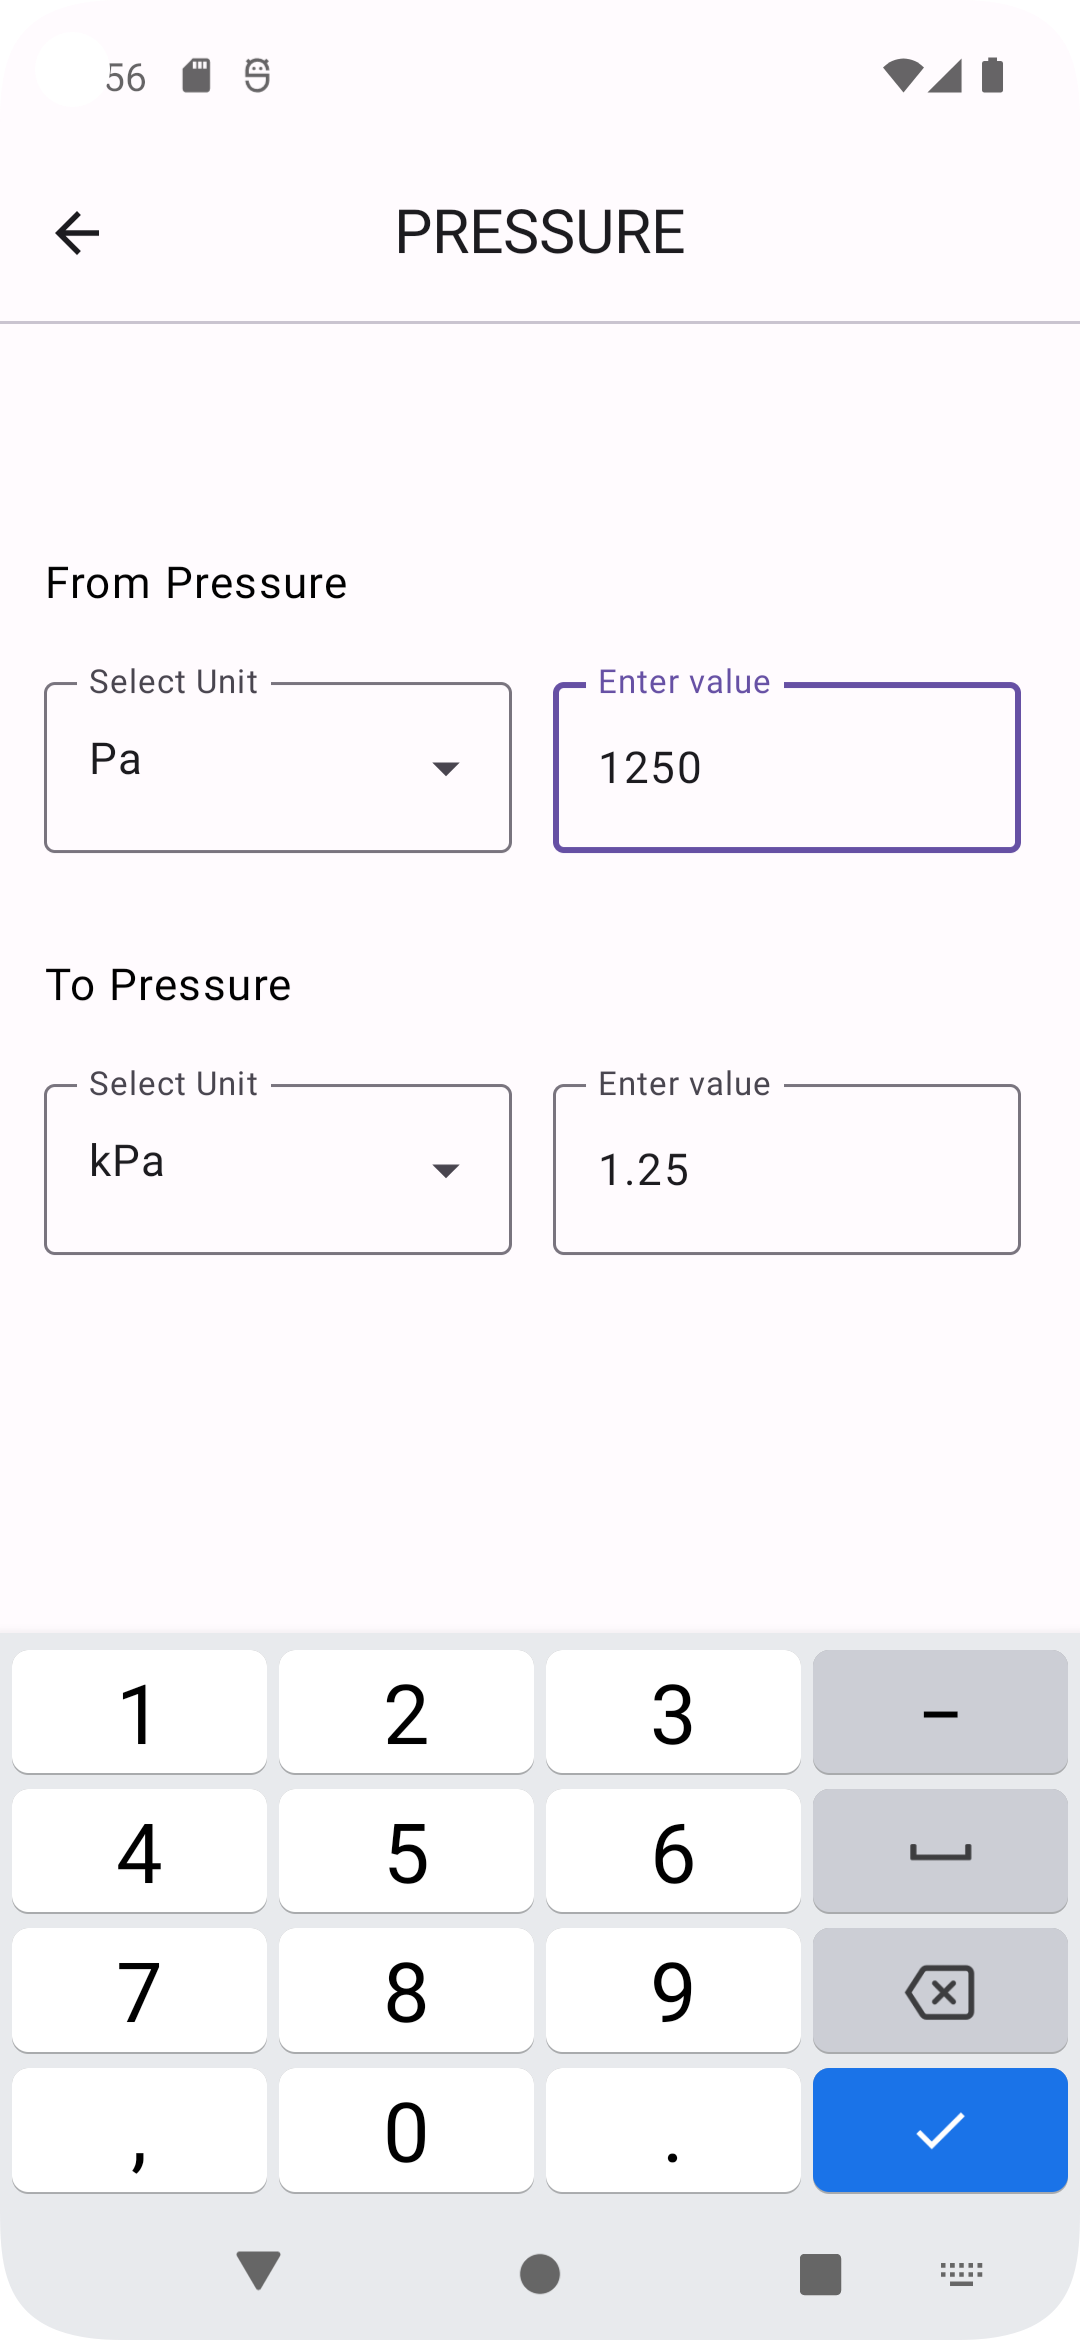 56
PRESSURE
From Pressure
Select Unit
Pa
Enter value
1250
To Pressure
Select Unit
kPa
Enter value
1.25
1 2 3 –
4 5 6
7 8 9
, 0 .